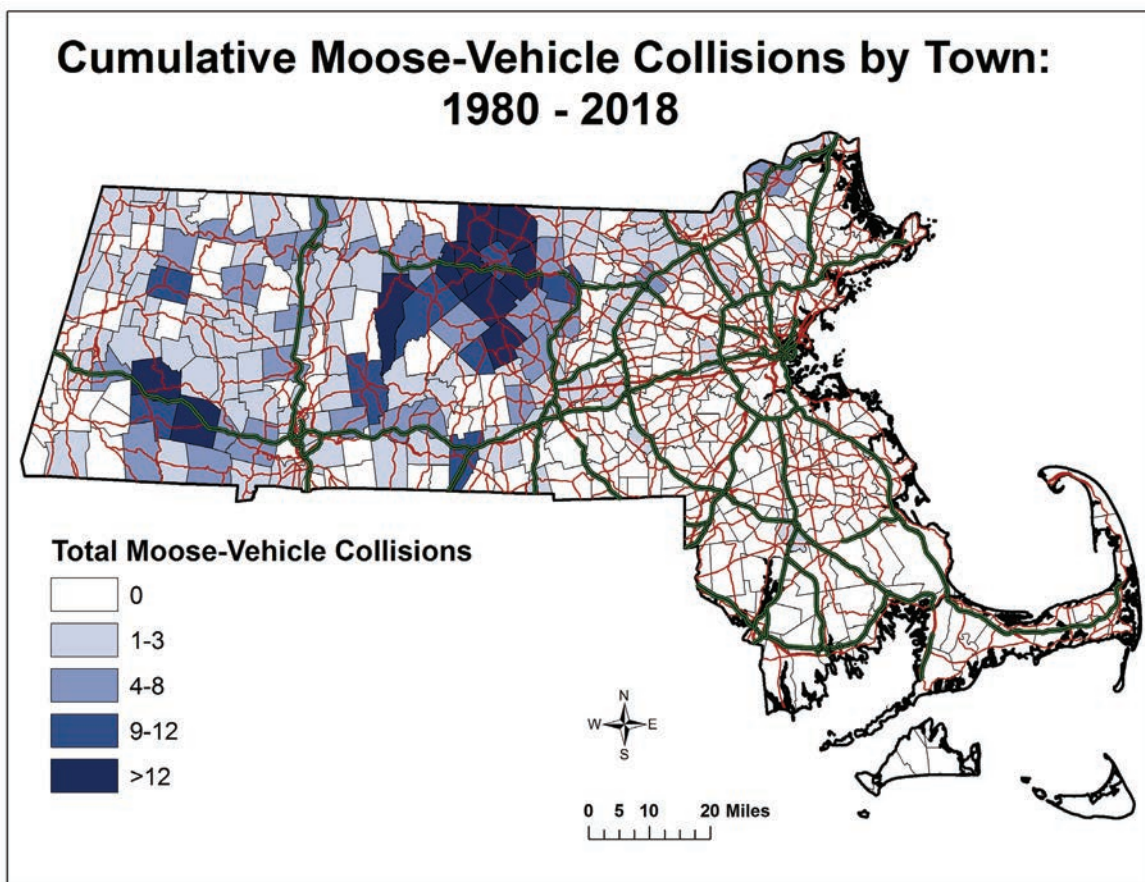 Cumulative Moose-Vehicle Collisions by Town:
1980 - 2018
Total Moose-Vehicle Collisions
0
1-3
4-8
9-12
>12
N
W E
S
0 5 10 20 Miles